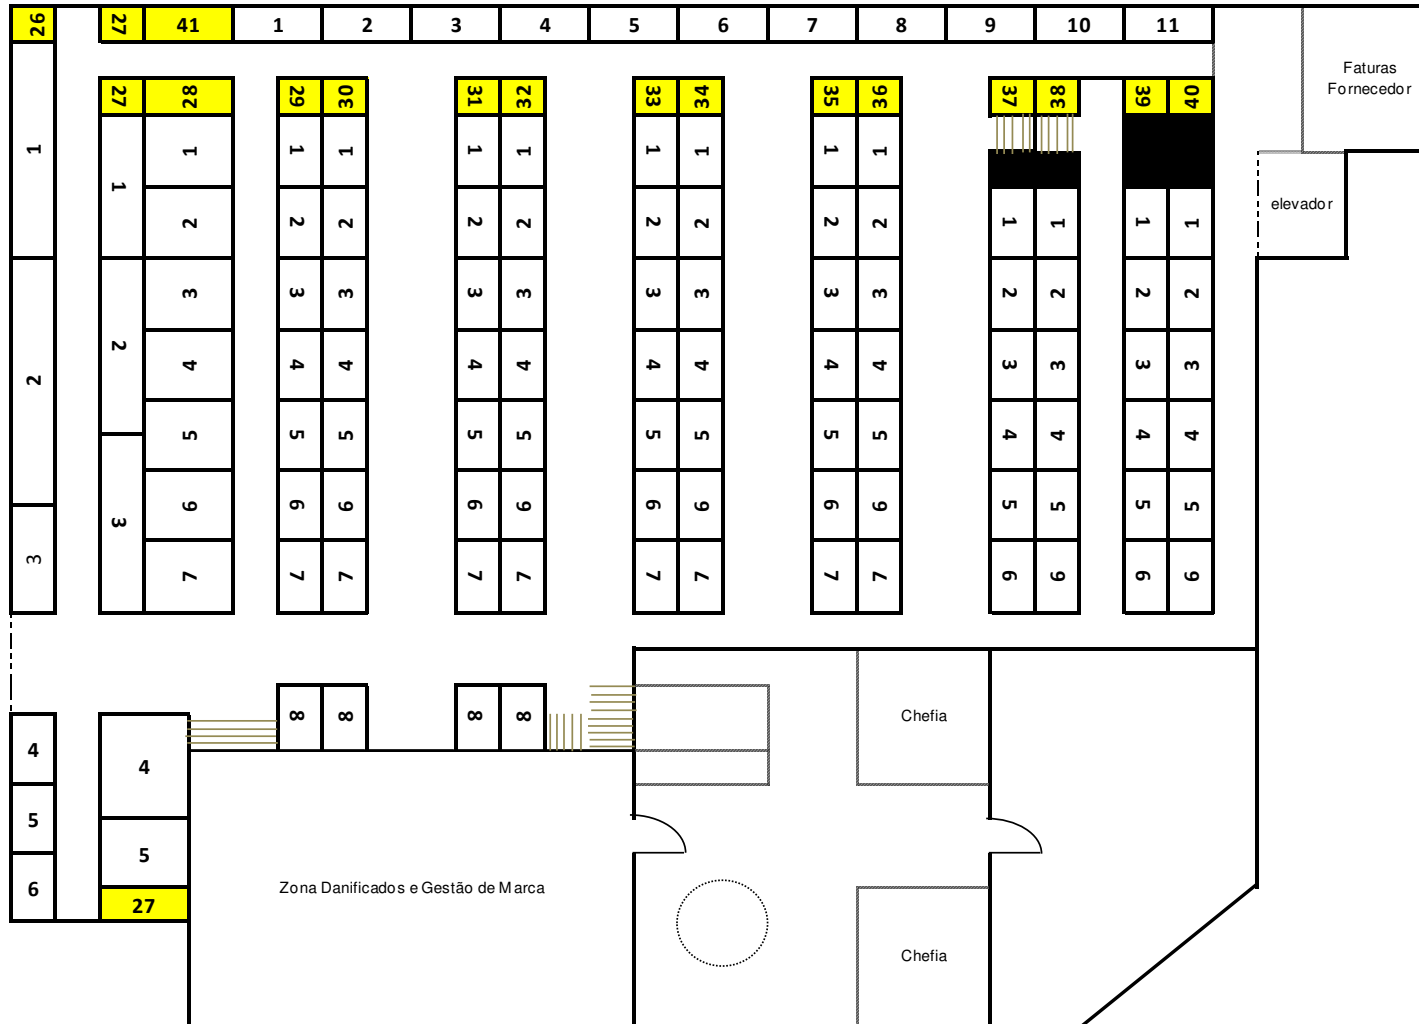 26 27 41 1 2 3 4 5 6 7 8 9 10 11
Faturas
Fornecedor
27 28 29 30 31 32 33 34 35 36 37 38 39 40
1 1 1 1 1 1 1 1 1 1
1
elevador
2 2 2 2 2 2 2 2 2 1 1 1 1
3 3 3 3 3 3 3 3 3 2 2 2 2
2
2 4 4 4 4 4 4 4 4 4 3 3 3 3
5 5 5 5 5 5 5 5 5 4 4 4 4
6 6 6 6 6 6 6 6 6 5 5 5 5
3
3 7 7 7 7 7 7 7 7 7 6 6 6 6
8 8 8 8 Chefia
4 4
5
5
6 Zona Danificados e Gestão de Marca
27
Chefia